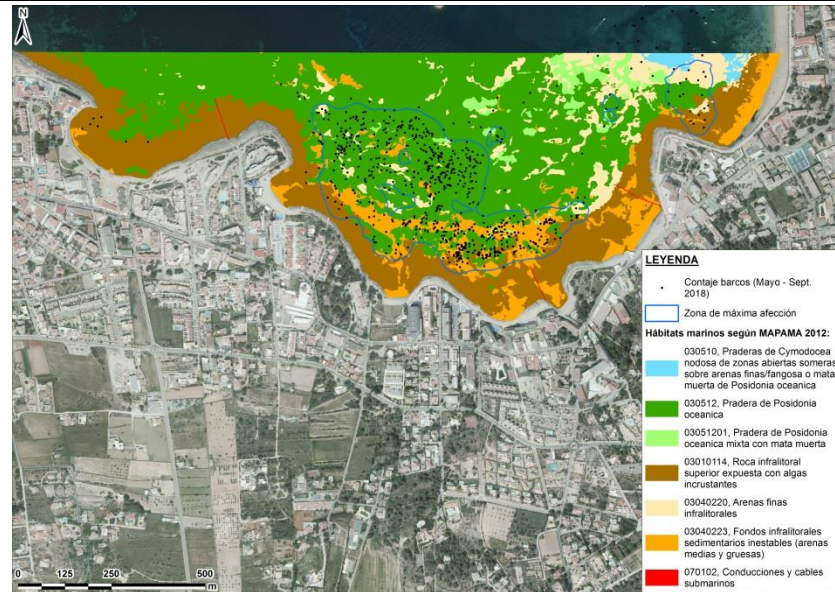 N
LEYENDA
Contaje barcos (Mayo - Sept.
2018)
Zona de máxima afección
Hábitats marinos según MAPAMA 2012:
030510, Praderas de Cymodocea
nodosa de zonas abiertas someras
sobre arenas finas/fangosa o mata
muerta de Posidonia oceanica
030512, Pradera de Posidonia
oceanica
03051201, Pradera de Posidonia
oceanica mixta con mata muerta
03010114, Roca infralitoral
superior expuesta con algas
incrustantes
03040220, Arenas finas
infralitorales
03040223, Fondos infralitorales
sedimentarios inestables (arenas
medias y gruesas)
070102, Conducciones y cables
submarinos
0 125 250 500
m